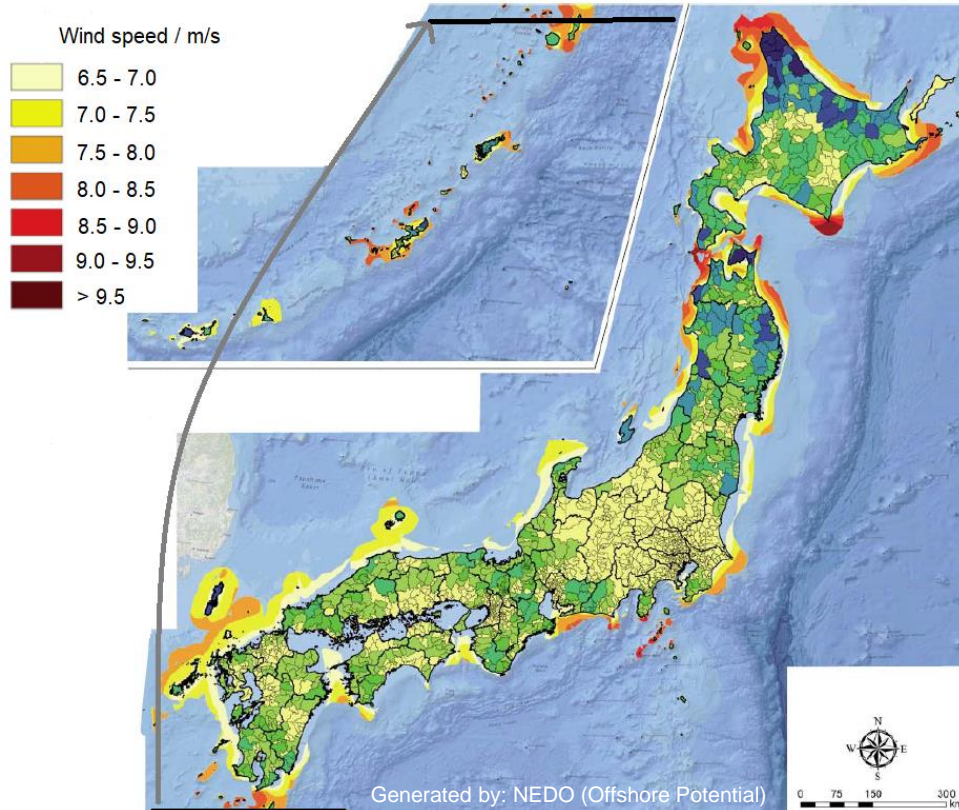 Wind speed / m/s
6.5 - 7.0
7.0 - 7.5
7.5 - 8.0
8.0 - 8.5
8.5 - 9.0
9.0 - 9.5
> 9.5
N
W E
S
0 75 150 300
Generated by: NEDO (Offshore Potential)